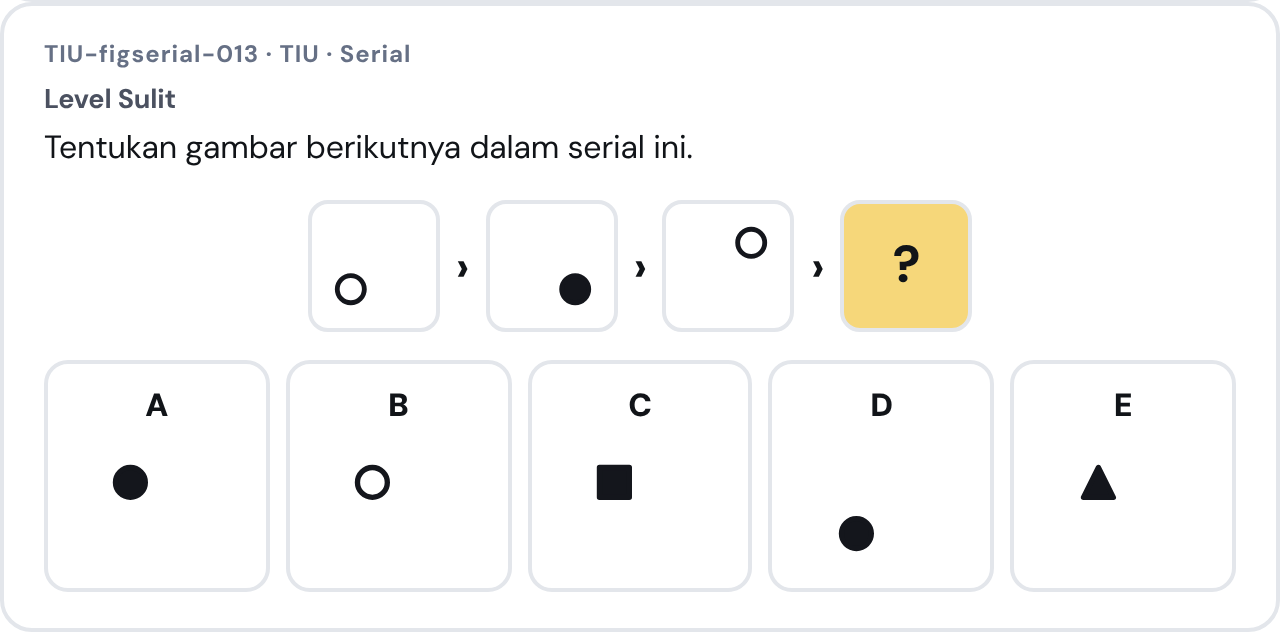 TIU-figserial-013 · TIU · Serial
Level Sulit
Tentukan gambar berikutnya dalam serial ini.
› › › ?
A B C D E